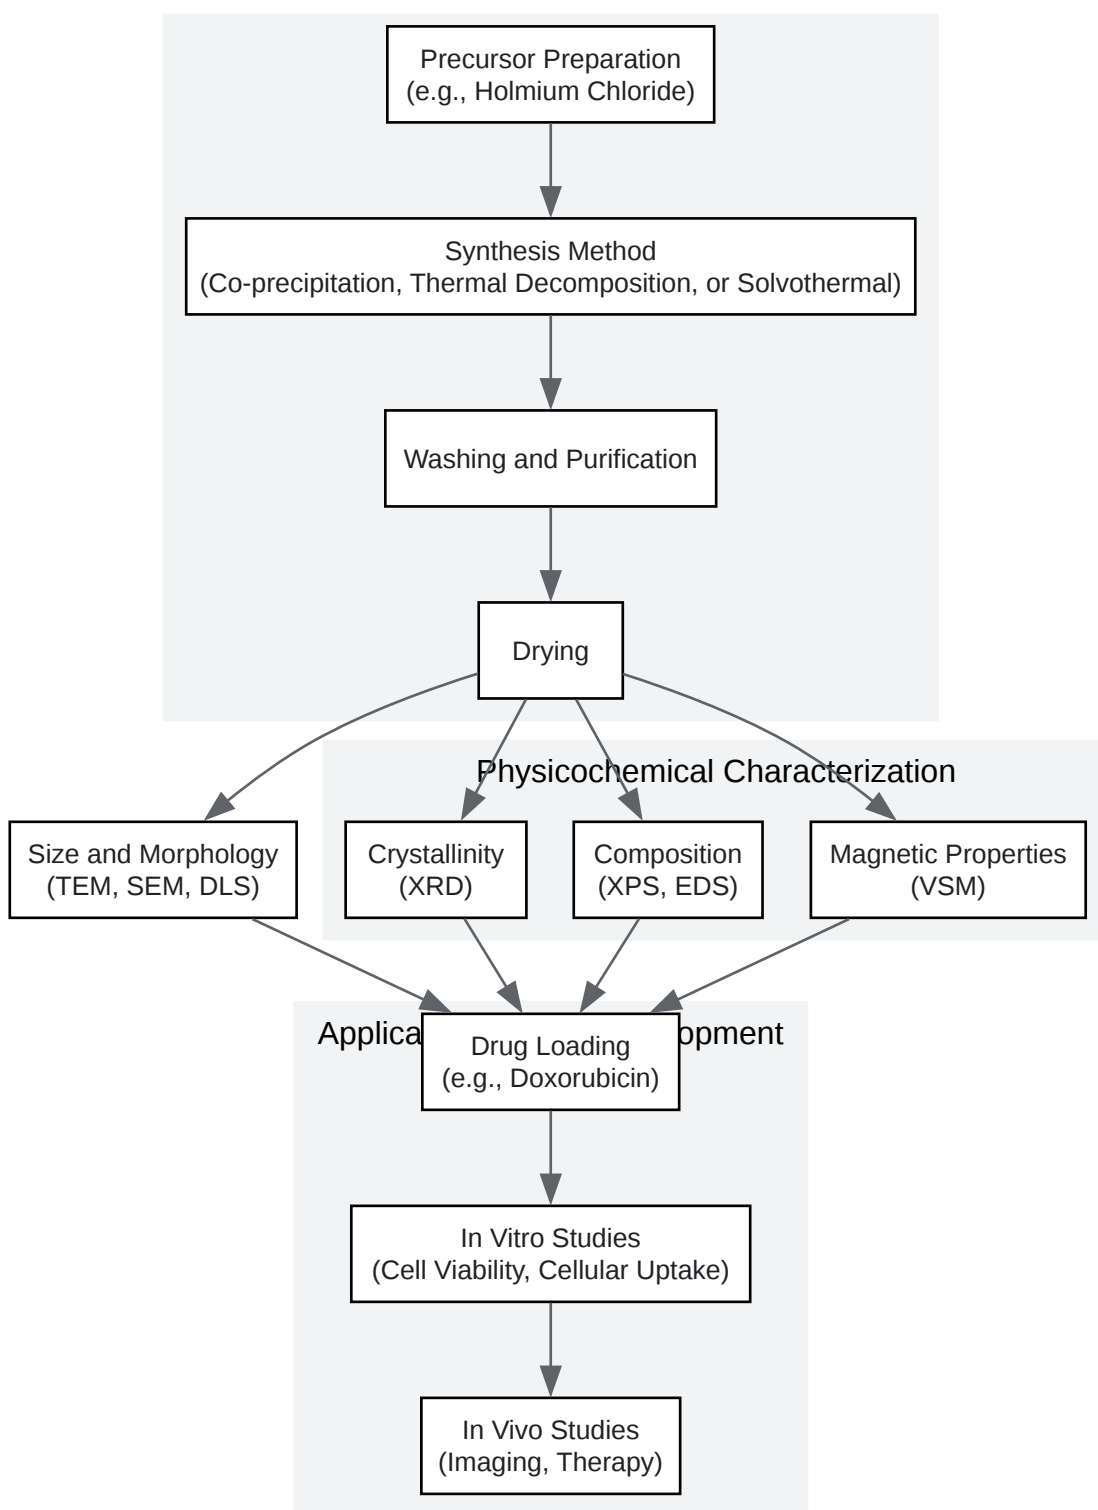 Precursor Preparation
(e.g., Holmium Chloride)
Synthesis Method
(Co-precipitation, Thermal Decomposition, or Solvothermal)
Washing and Purification
Drying
Physicochemical Characterization
Size and Morphology
(TEM, SEM, DLS)
Crystallinity
(XRD)
Composition
(XPS, EDS)
Magnetic Properties
(VSM)
Drug Loading
(e.g., Doxorubicin)
In Vitro Studies
(Cell Viability, Cellular Uptake)
In Vivo Studies
(Imaging, Therapy)